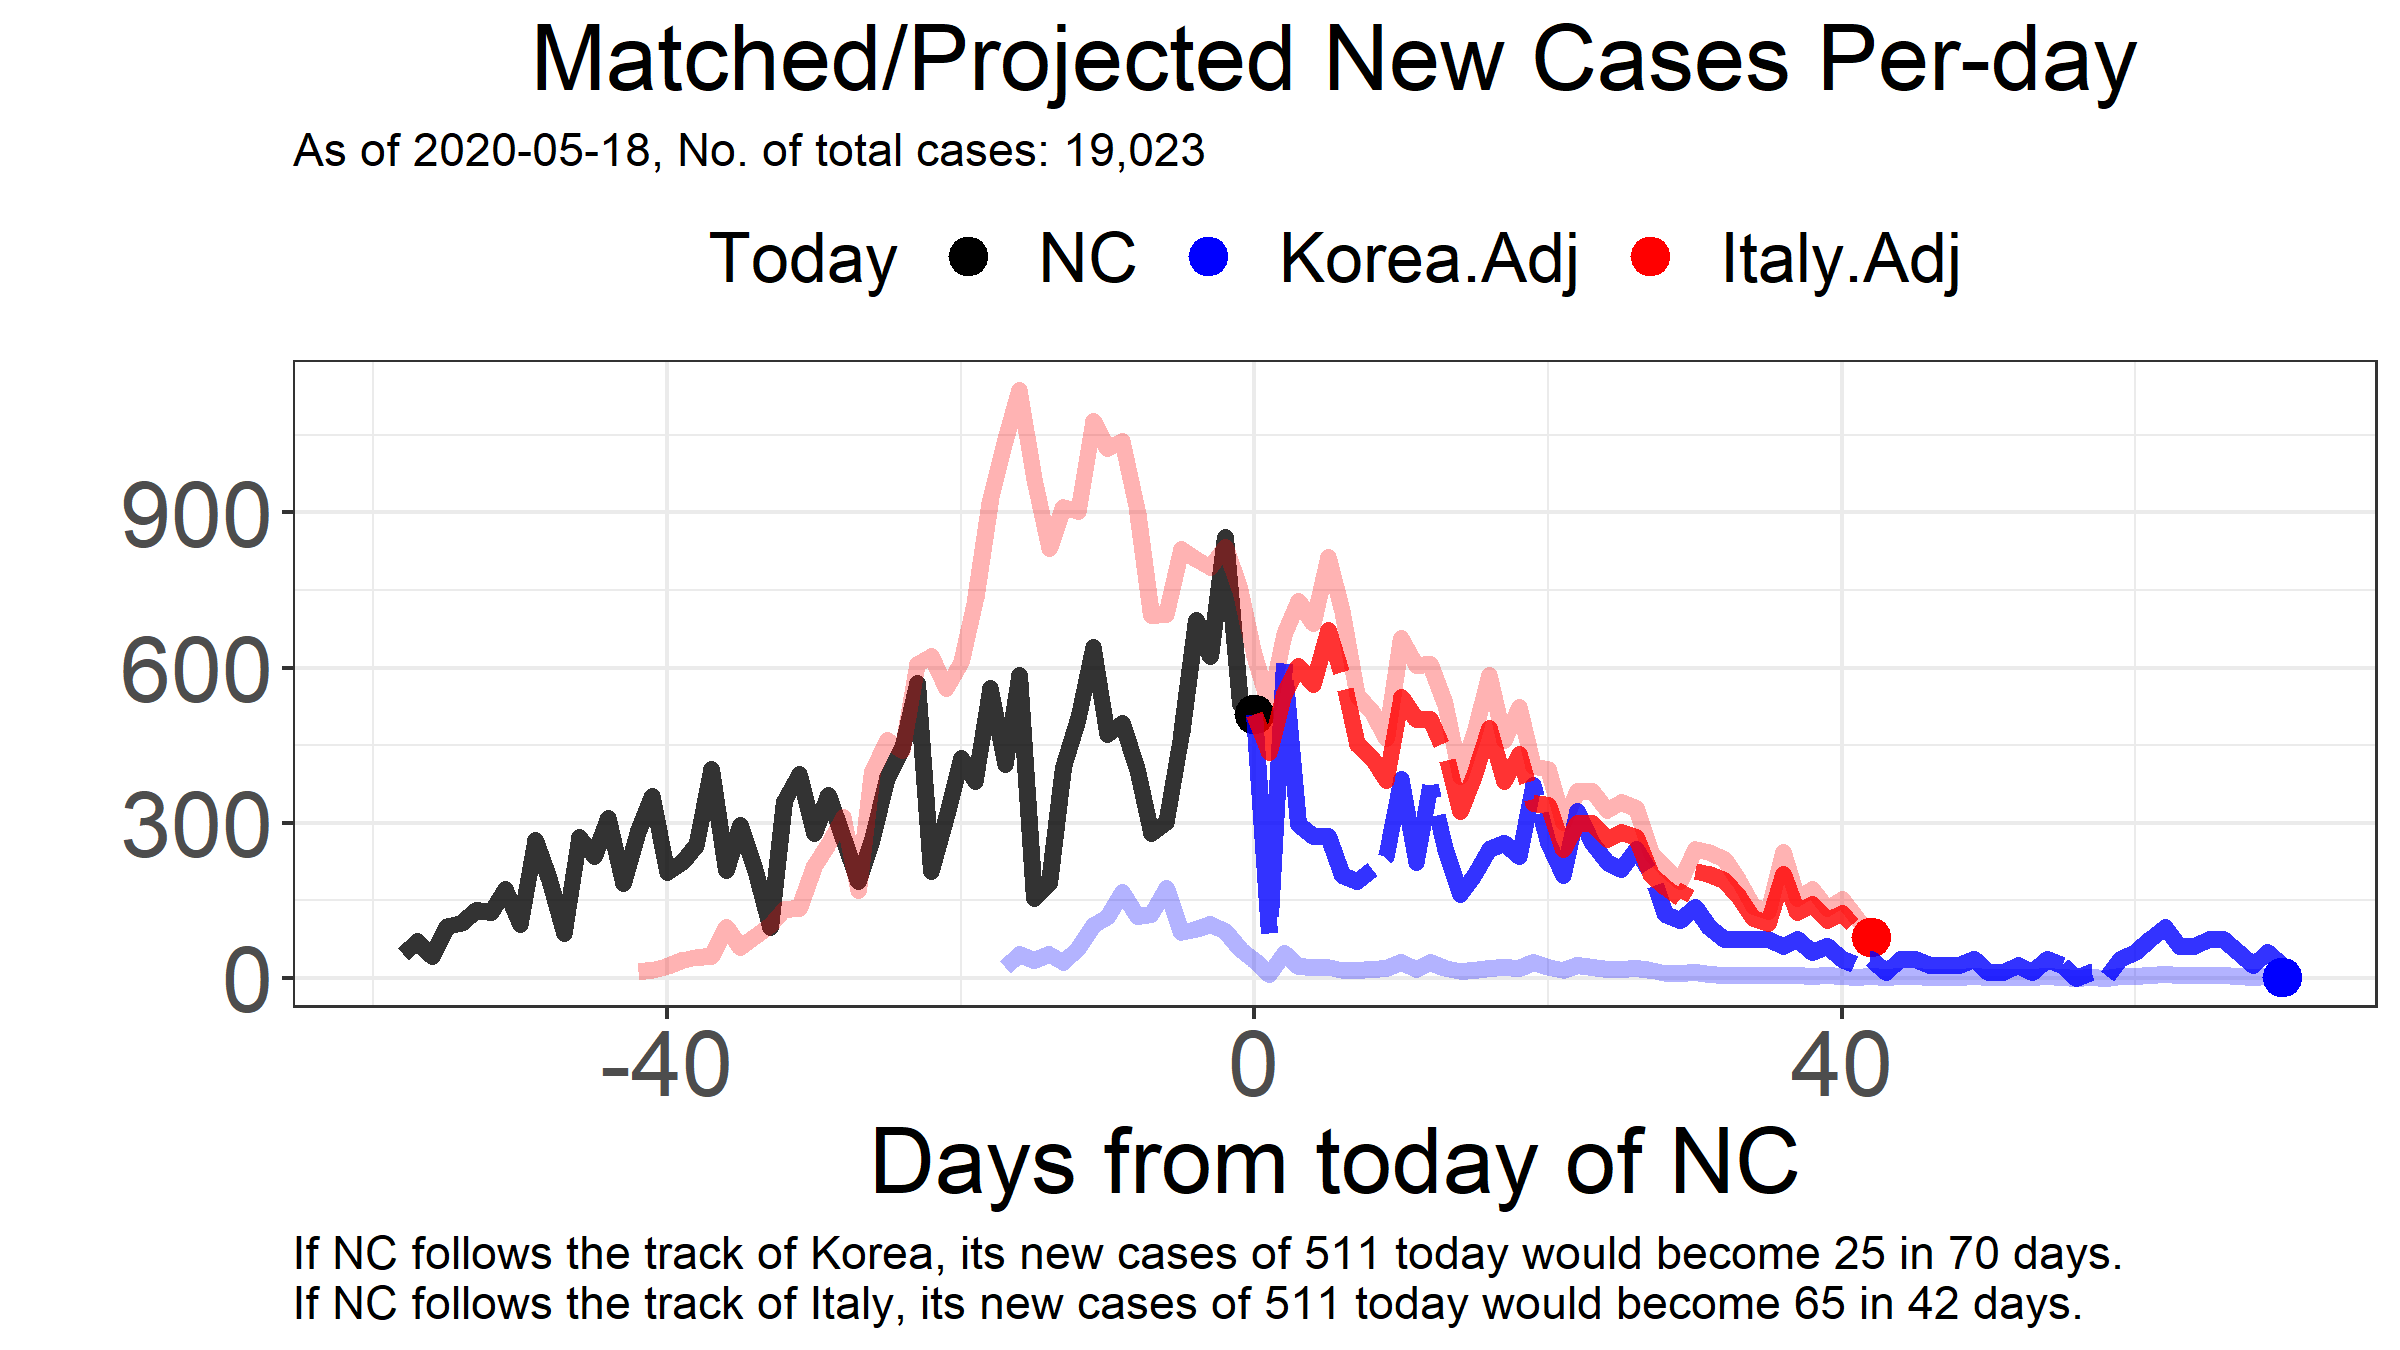 Matched/Projected New Cases Per-day
As of 2020-05-18, No. of total cases: 19,023
Today NC Korea.Adj Italy.Adj
900
600
300
0
-40 0 40
Days from today of NC
If NC follows the track of Korea, its new cases of 511 today would become 25 in 70 days.
If NC follows the track of Italy, its new cases of 511 today would become 65 in 42 days.